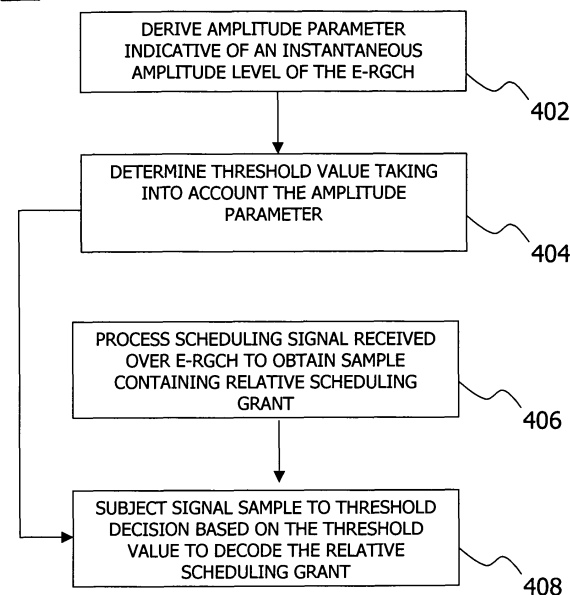 DERIVE AMPLITUDE PARAMETER
INDICATIVE OF AN INSTANTANEOUS
AMPLITUDE LEVEL OF THE E-RGCH
402
DETERMINE THRESHOLD VALUE TAKING
INTO ACCOUNT THE AMPLITUDE
PARAMETER
404
PROCESS SCHEDULING SIGNAL RECEIVED
OVER E-RGCH TO OBTAIN SAMPLE
CONTAINING RELATIVE SCHEDULING
GRANT
406
SUBJECT SIGNAL SAMPLE TO THRESHOLD
DECISION BASED ON THE THRESHOLD
VALUE TO DECODE THE RELATIVE
SCHEDULING GRANT
408